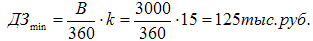 ДЗmin = B/360 · k = 3000/360 · 15 = 125тыс.руб.